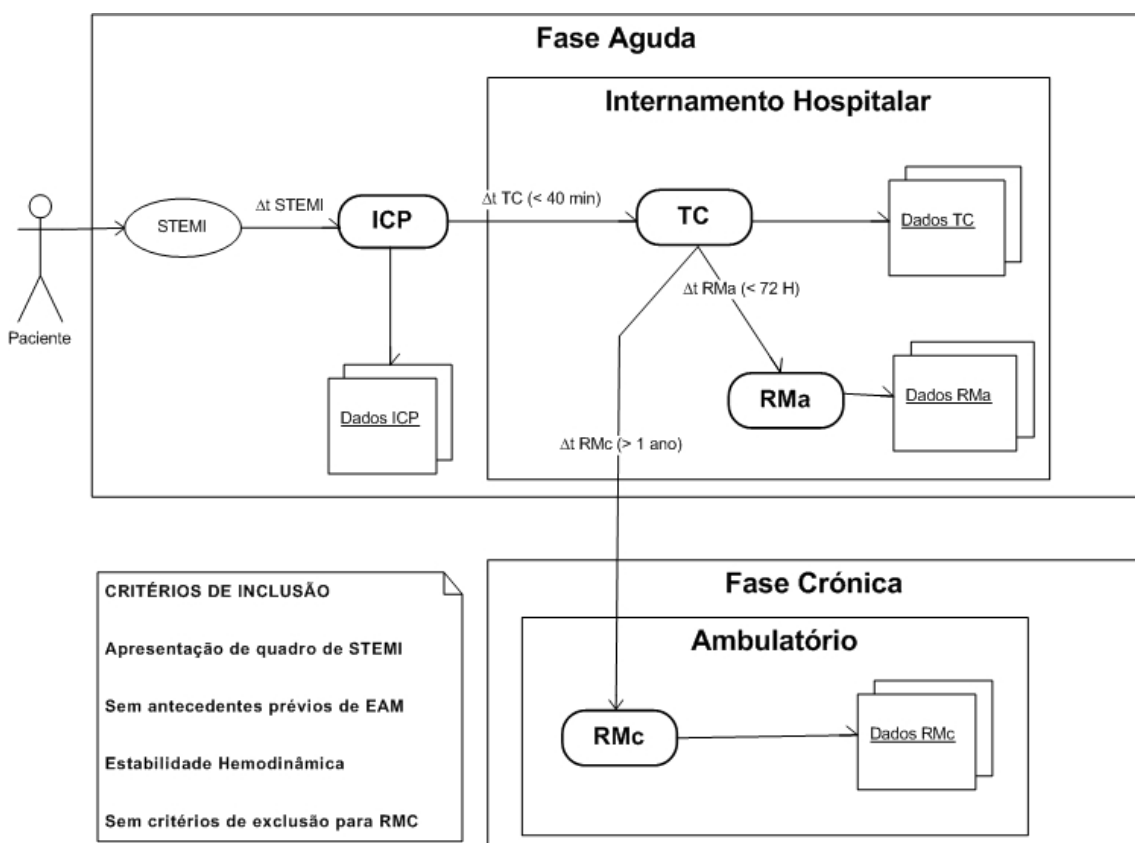 Fase Aguda
Internamento Hospitalar
Paciente
STEMI
Δt STEMI
ICP
Δt TC (< 40 min)
TC
Dados TC
Δt RMa (< 72 H)
RMa
Dados RMa
Dados ICP
Δt RMc (> 1 ano)
CRITÉRIOS DE INCLUSÃO
Apresentação de quadro de STEMI
Sem antecedentes prévios de EAM
Estabilidade Hemodinâmica
Sem critérios de exclusão para RMC
Fase Crónica
Ambulatório
RMc
Dados RMc